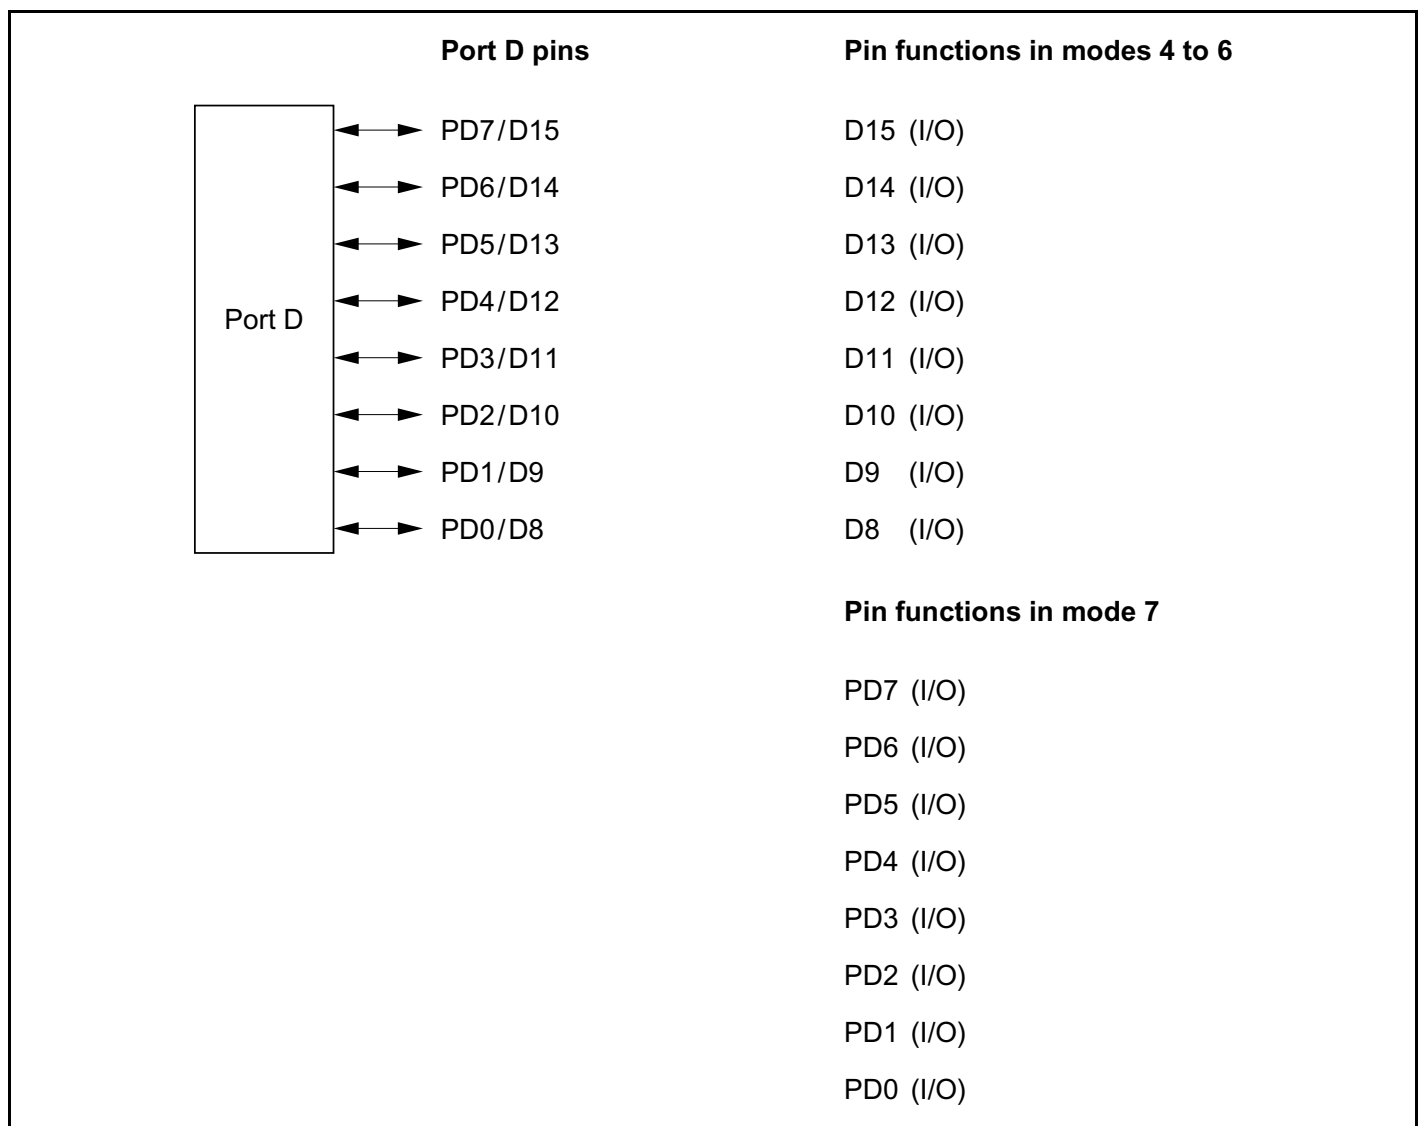 Port D pins Pin functions in modes 4 to 6
PD7/D15 D15 (I/O)
PD6/D14 D14 (I/O)
PD5/D13 D13 (I/O)
PD4/D12 D12 (I/O)
Port D
PD3/D11 D11 (I/O)
PD2/D10 D10 (I/O)
PD1/D9 D9 (I/O)
PD0/D8 D8 (I/O)
Pin functions in mode 7
PD7 (I/O)
PD6 (I/O)
PD5 (I/O)
PD4 (I/O)
PD3 (I/O)
PD2 (I/O)
PD1 (I/O)
PD0 (I/O)